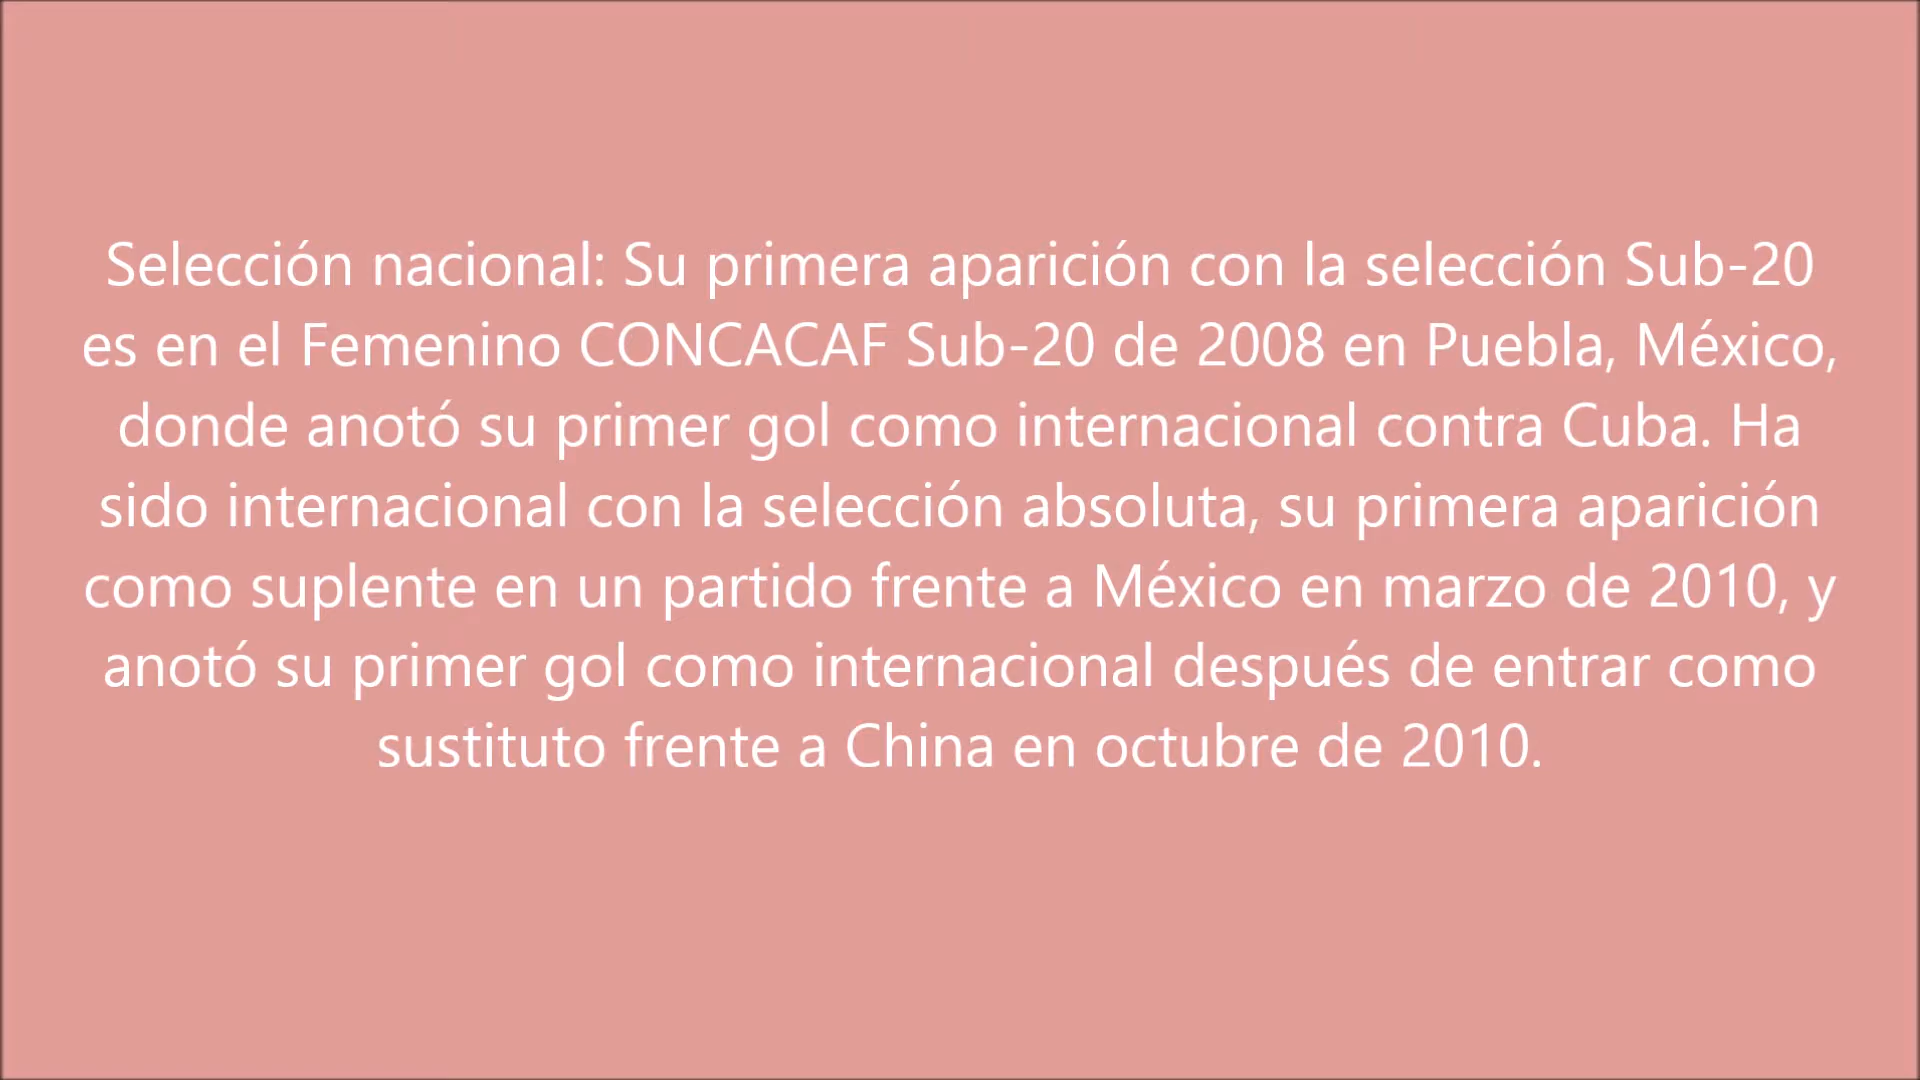 Selección nacional: Su primera aparición con la selección Sub-20
es en el Femenino CONCACAF Sub-20 de 2008 en Puebla, México,
donde anotó su primer gol como internacional contra Cuba. Ha
sido internacional con la selección absoluta, su primera aparición
como suplente en un partido frente a México en marzo de 2010, y
anotó su primer gol como internacional después de entrar como
sustituto frente a China en octubre de 2010.